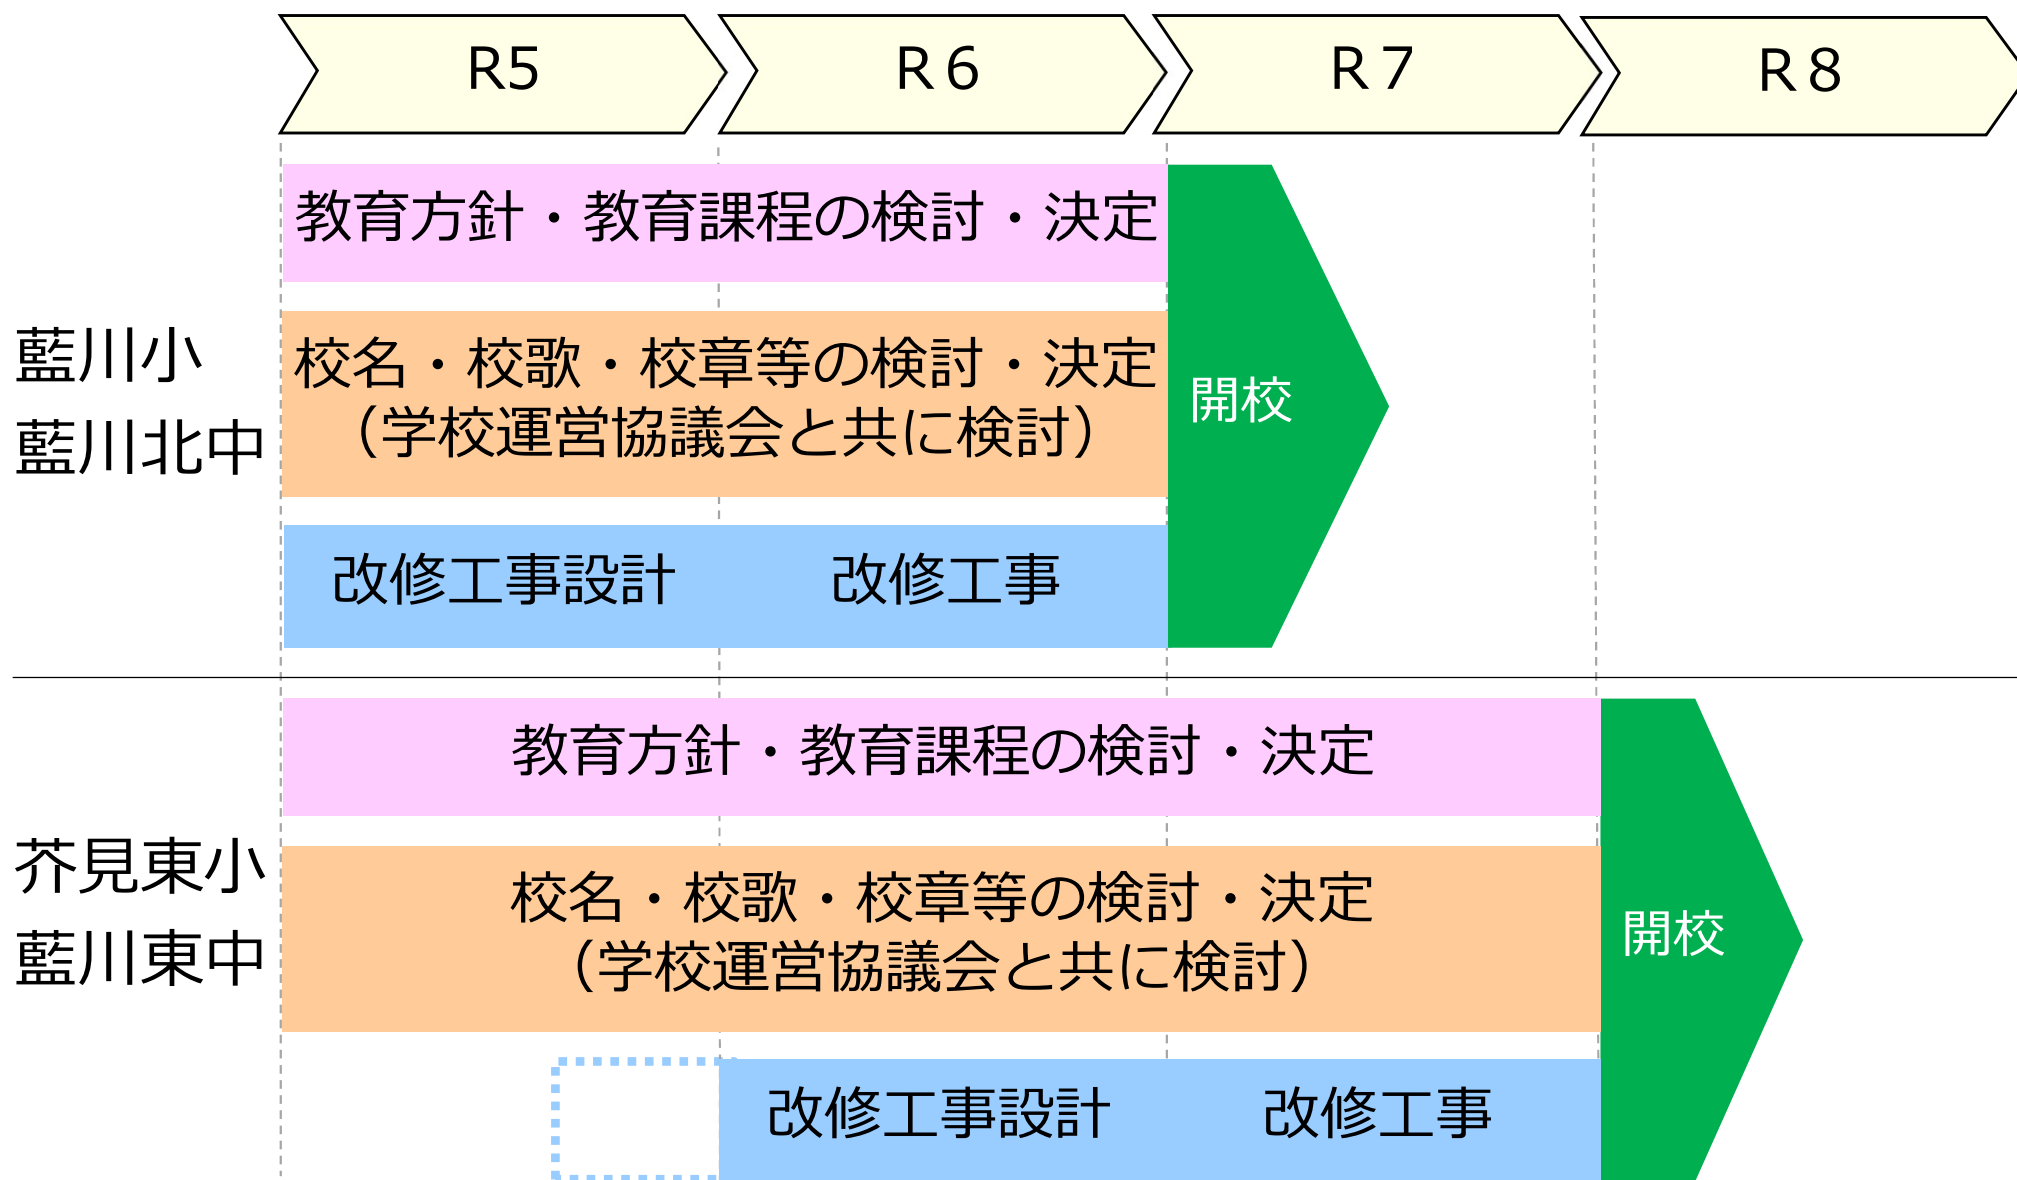 R5
R６
R７
R８
藍川小
藍川北中
教育方針・教育課程の検討・決定
校名・校歌・校章等の検討・決定
（学校運営協議会と共に検討）
改修工事設計
改修工事
開校
芥見東小
藍川東中
教育方針・教育課程の検討・決定
校名・校歌・校章等の検討・決定
（学校運営協議会と共に検討）
改修工事設計
改修工事
開校